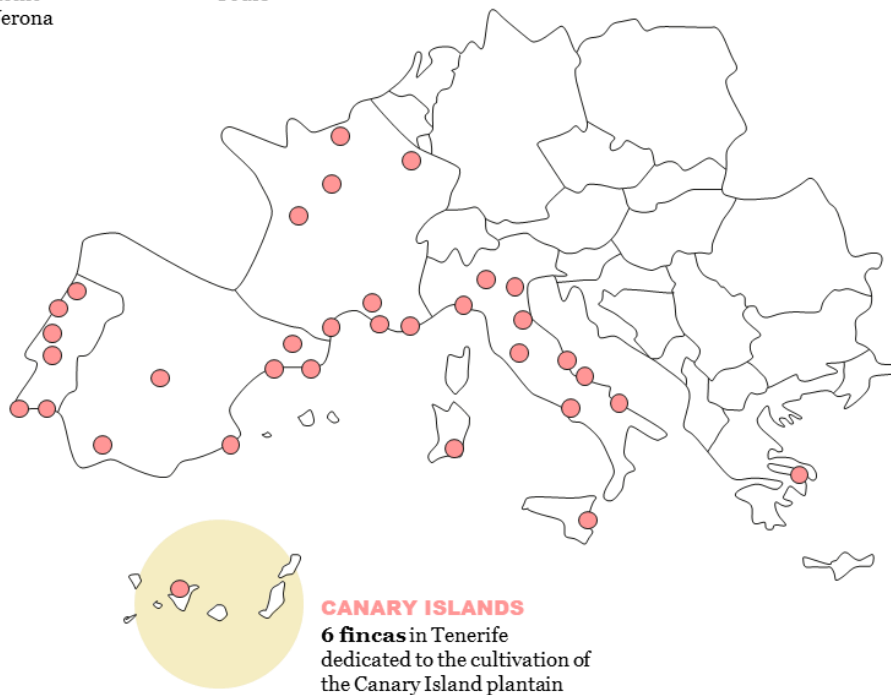 erona
CANARY ISLANDS
6 fincas in Tenerife
dedicated to the cultivation of
the Canary Island plantain